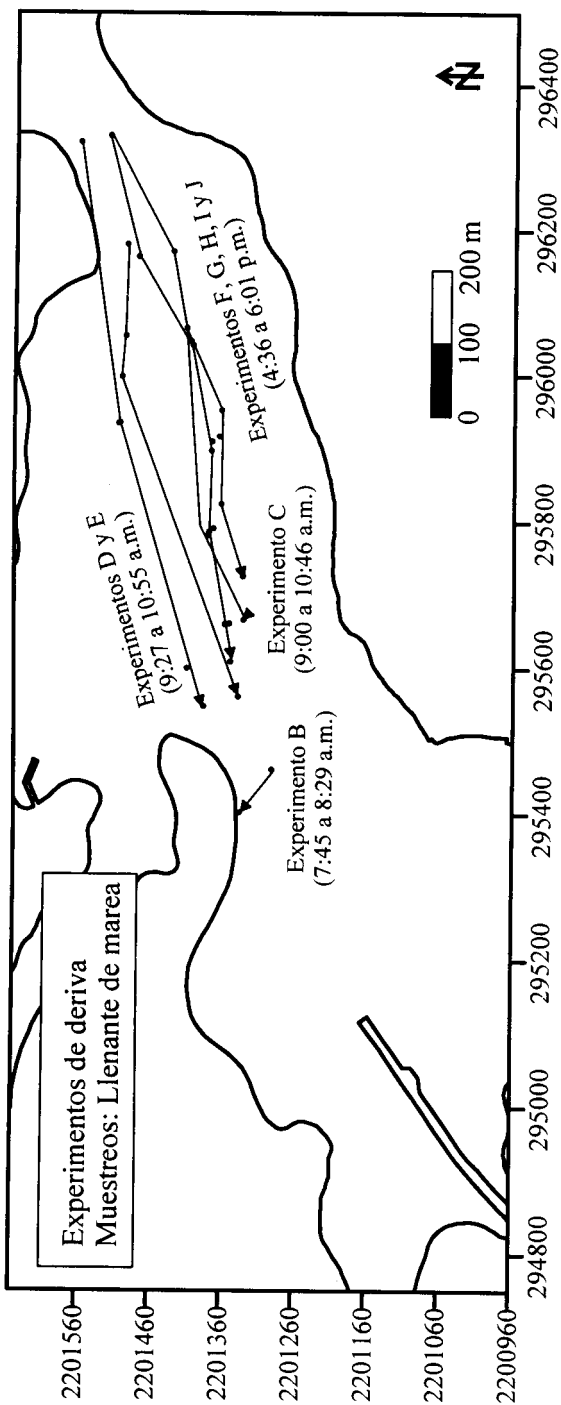 Experimentos de deriva
Muestreos: Llenante de marea
Experimentos D y E
(9:27 a 10:55 a.m.)
Experimentos F, G, H, I y J
(4:36 a 6:01 p.m.)
Experimento C
(9:00 a 10:46 a.m.)
Experimento B
(7:45 a 8:29 a.m.)
N
0 100 200 m
2201560
2201460
2201360
2201260
2201160
2201060
2200960
294800 295000 295200 295400 295600 295800 296000 296200 296400